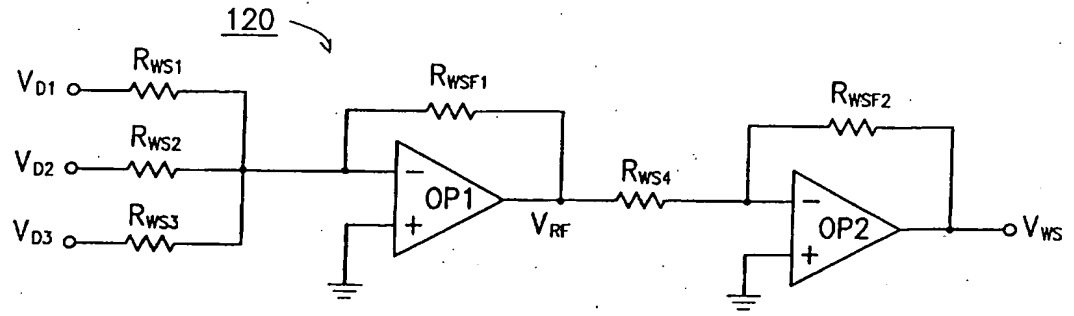 120
V_D1
R_WS1
V_D2
R_WS2
V_D3
R_WS3
R_WSF1
−
OP1
+
V_RF
R_WS4
R_WSF2
−
OP2
+
V_WS